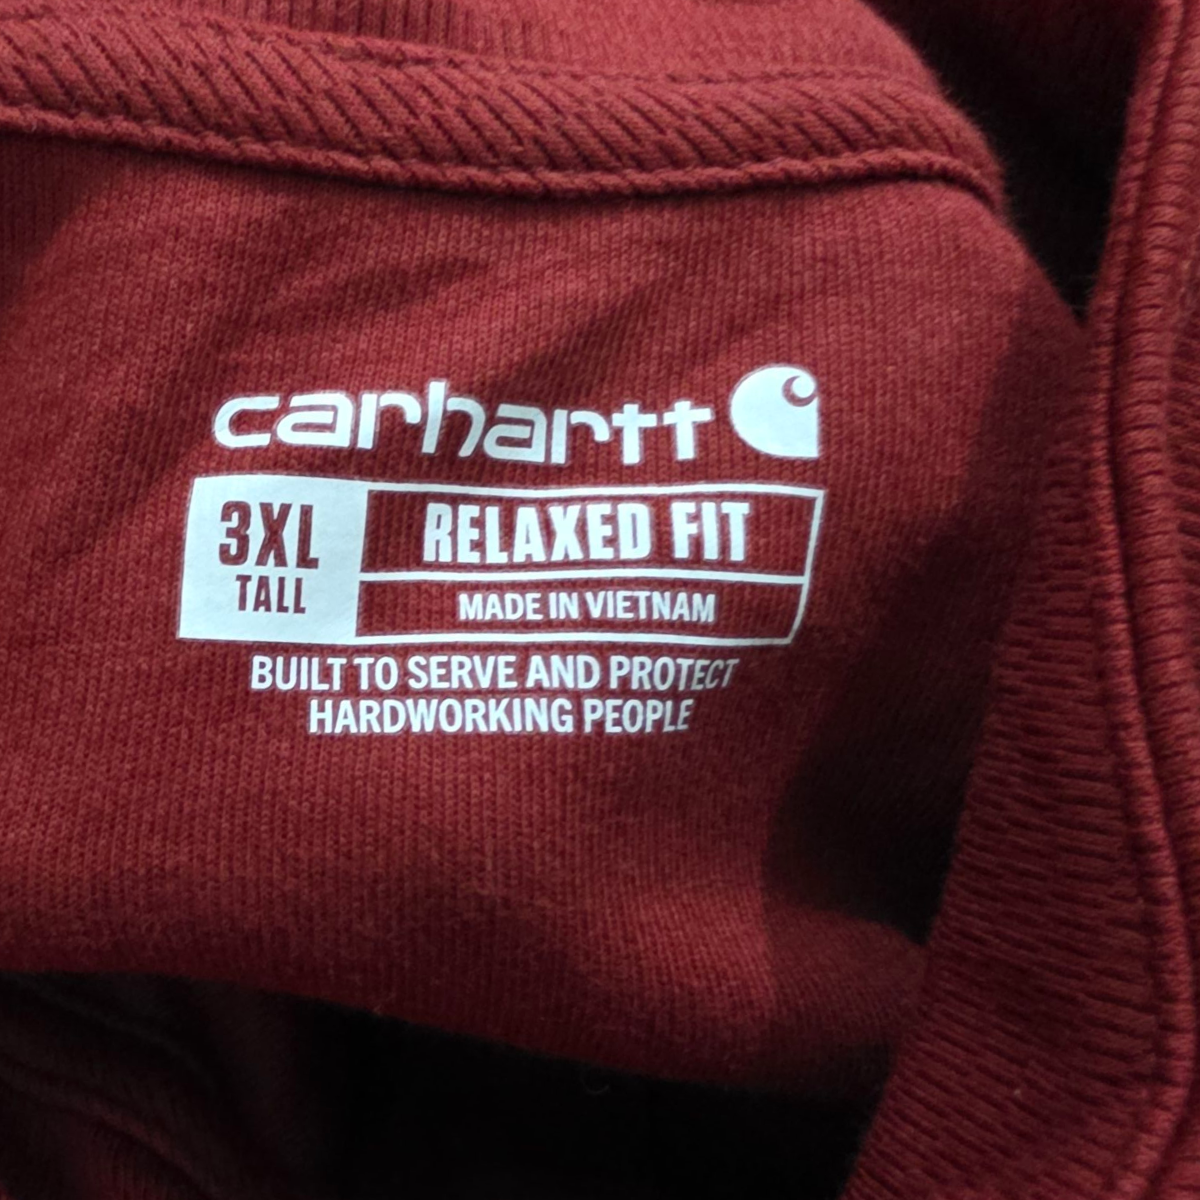 carhartt
3XL
TALL
RELAXED FIT
MADE IN VIETNAM
BUILT TO SERVE AND PROTECT
HARDWORKING PEOPLE